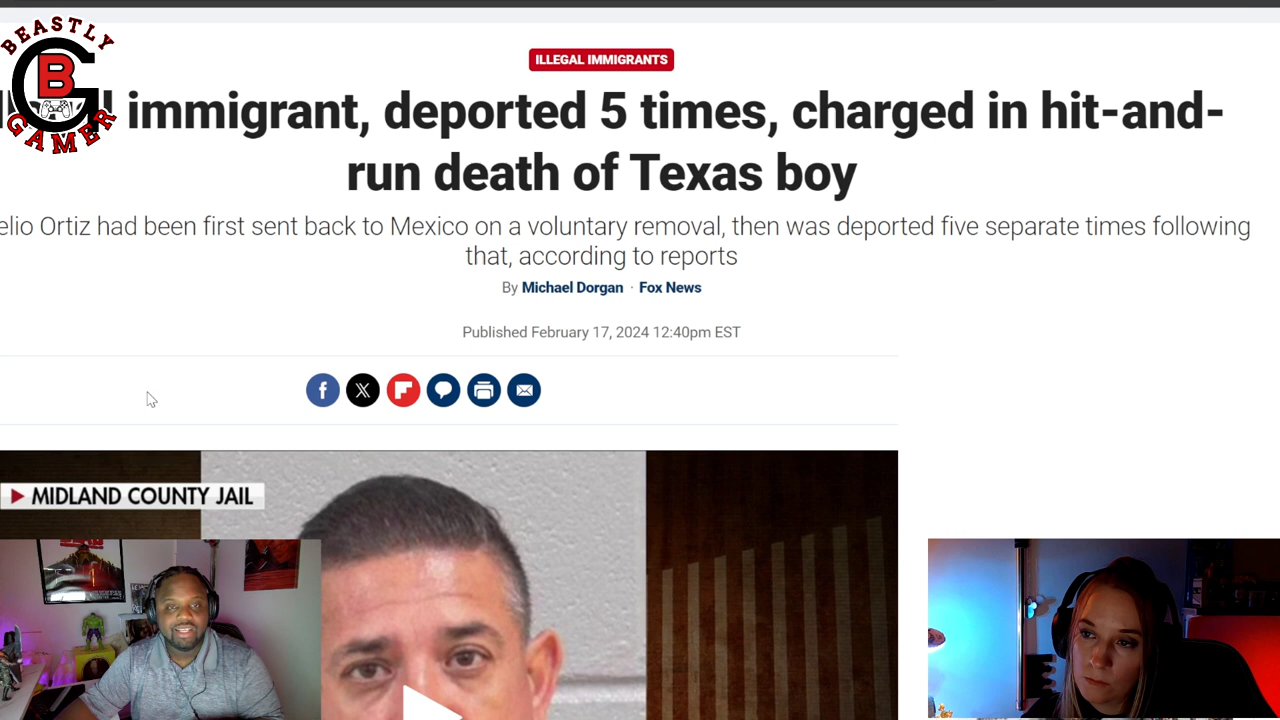 BEASTLY
B
GAMER
ILLEGAL IMMIGRANTS
immigrant, deported 5 times, charged in hit-and-
run death of Texas boy
elio Ortiz had been first sent back to Mexico on a voluntary removal, then was deported five separate times following
that, according to reports
By Michael Dorgan · Fox News
Published February 17, 2024 12:40pm EST
MIDLAND COUNTY JAIL